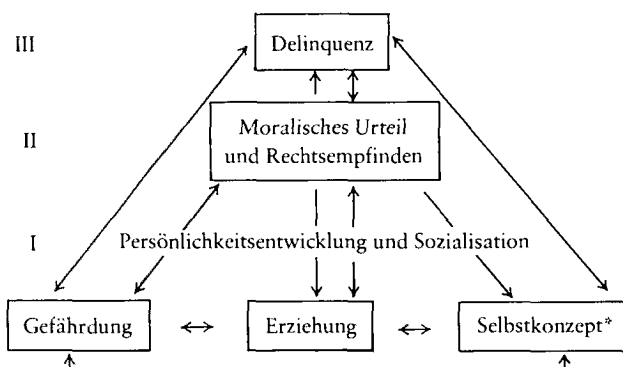 III
Delinquenz
II
Moralisches Urteil
und Rechtsempfinden
I
Persönlichkeitsentwicklung und Sozialisation
Gefährdung
Erziehung
Selbstkonzept*